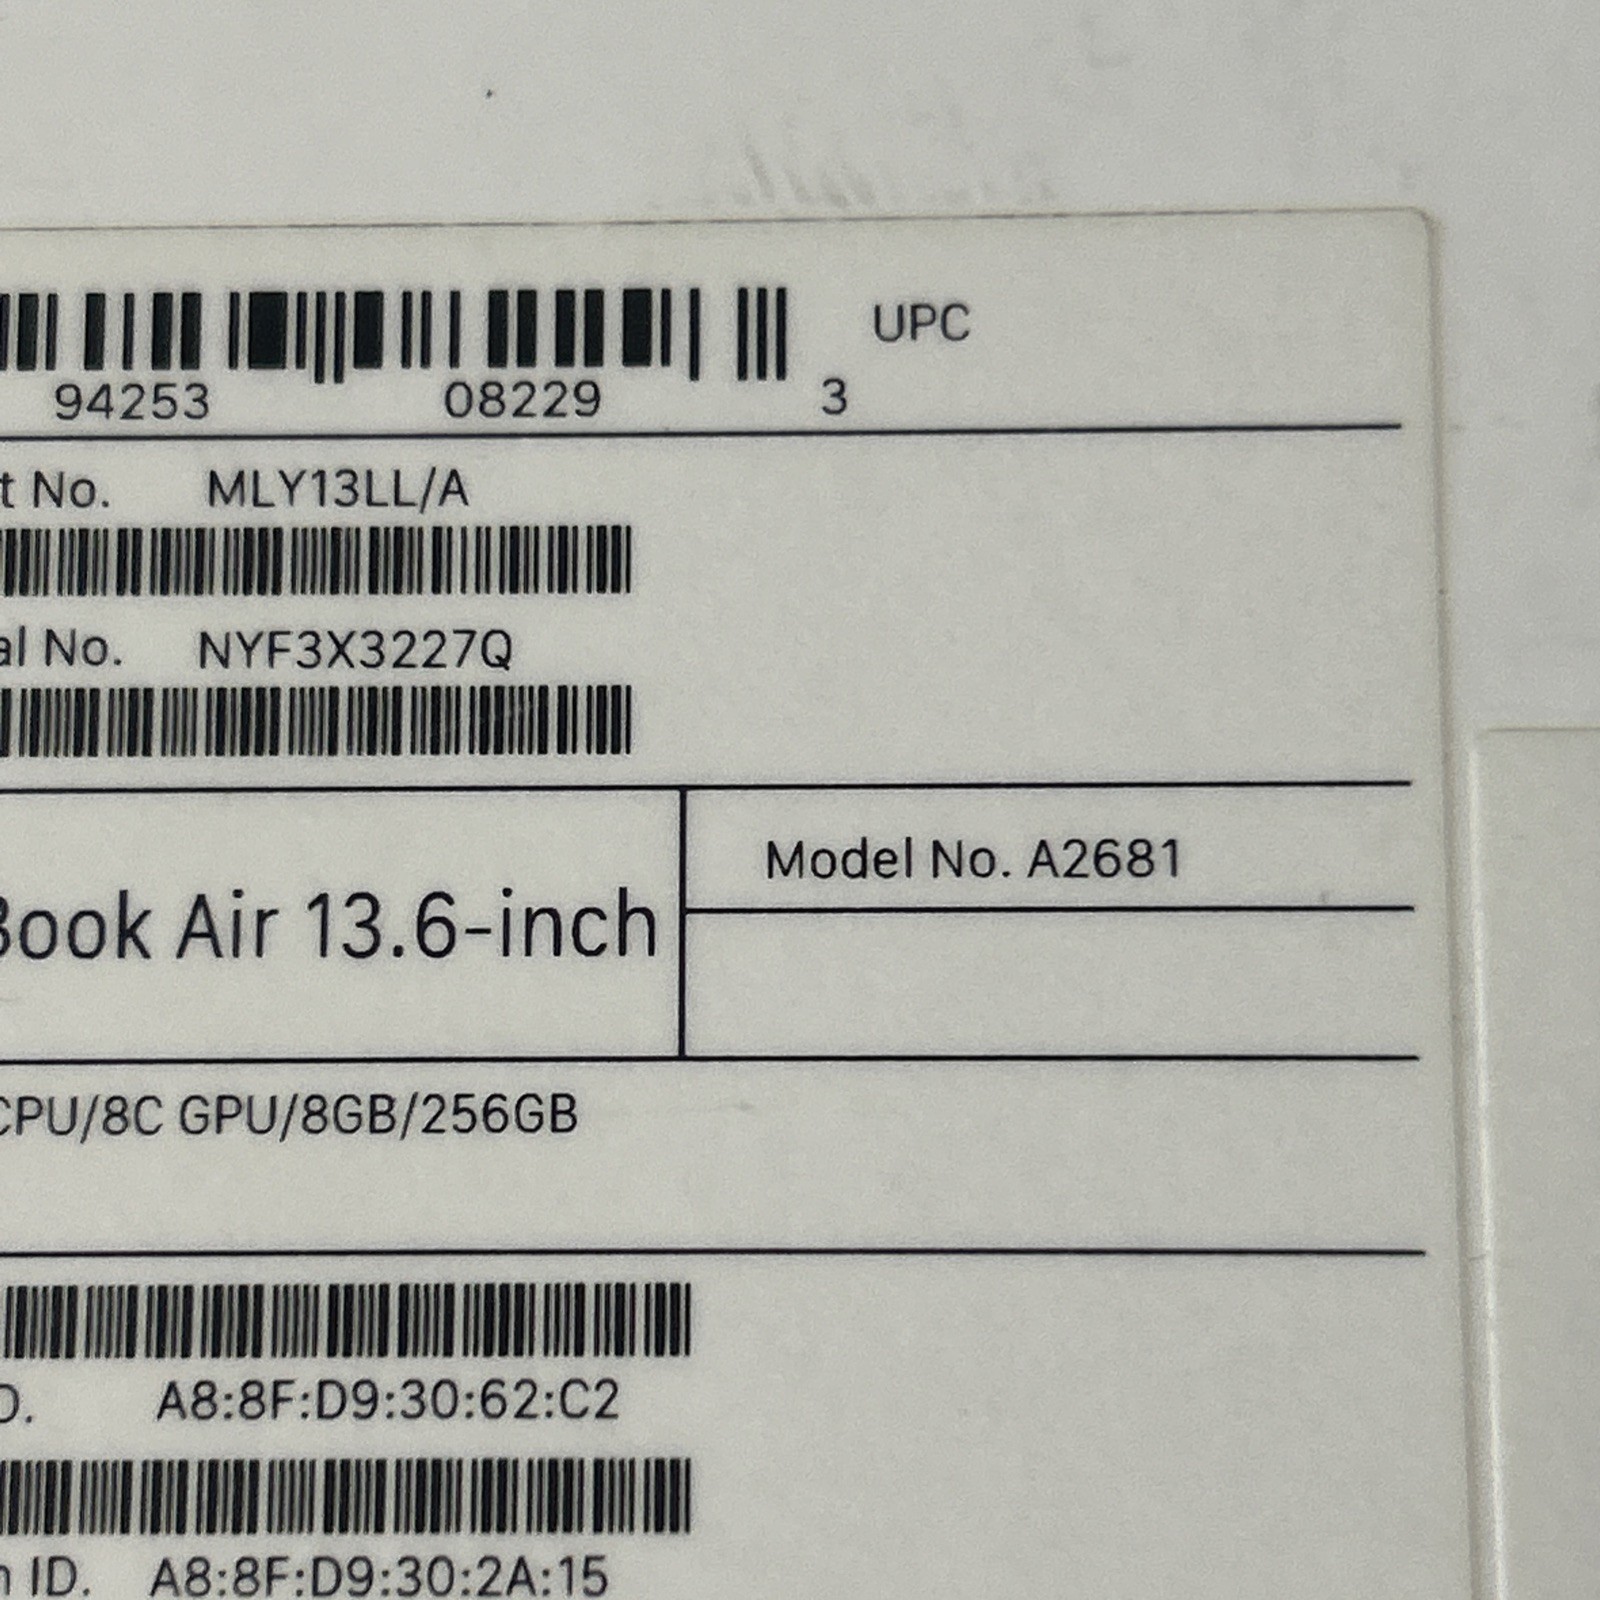 UPC
94253 08229 3
t No. MLY13LL/A
al No. NYF3X3227Q
Model No. A2681
Book Air 13.6-inch
CPU/8C GPU/8GB/256GB
D. A8:8F:D9:30:62:C2
n ID. A8:8F:D9:30:2A:15